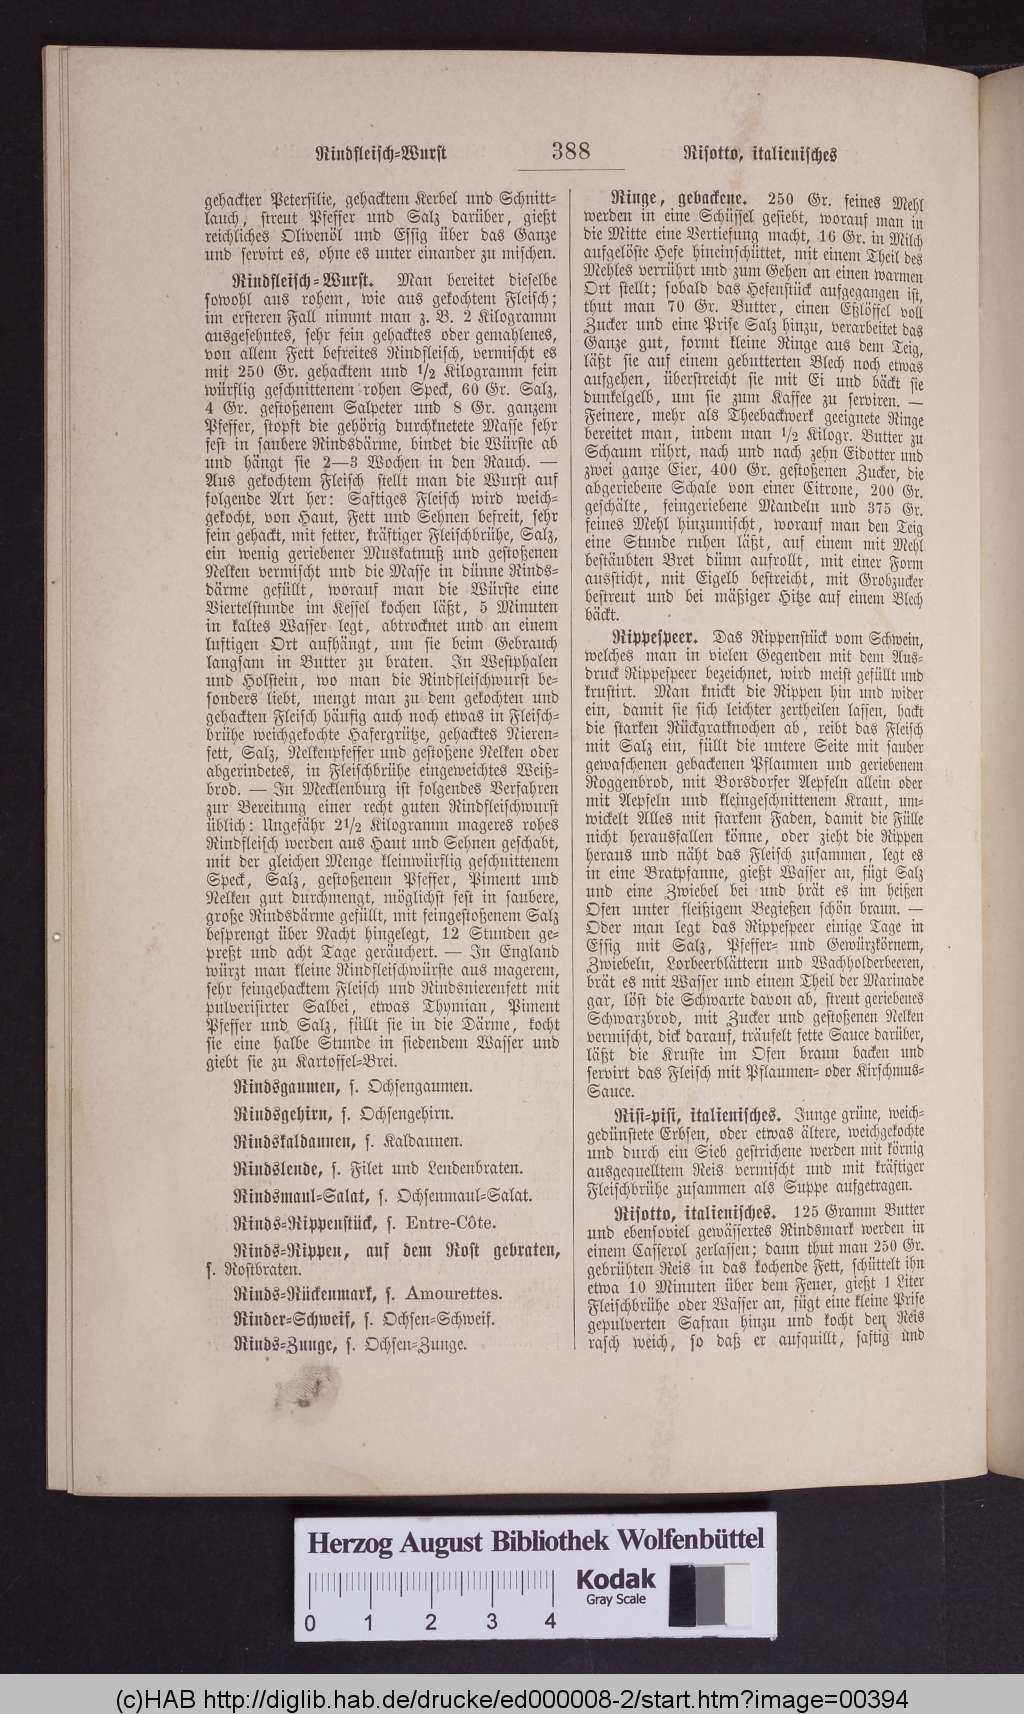 Rindfleisch-Wurst
388
Risotto, italienisches
gehackter Petersilie, gehacktem Kerbel und Schnitt-
lauch, streut Pfeffer und Salz darüber, gießt
reichliches Olivenöl und Essig über das Ganze
und servirt es, ohne es unter einander zu mischen.
Rindfleisch-Wurst. Man bereitet dieselbe
sowohl aus rohem, wie aus gekochtem Fleisch;
im ersteren Fall nimmt man z. B. 2 Kilogramm
ausgesehntes, sehr fein gehacktes oder gemahlenes,
von allem Fett befreites Rindfleisch, vermischt es
mit 250 Gr. gehacktem und 1/2 Kilogramm fein
würflig geschnittenem rohen Speck, 60 Gr. Salz,
4 Gr. gestoßenem Salpeter und 8 Gr. ganzem
Pfeffer, stopft die gehörig durchknetete Masse sehr
fest in saubere Rindsdärme, bindet die Würste ab
und hängt sie 2—3 Wochen in den Rauch. —
Aus gekochtem Fleisch stellt man die Wurst auf
folgende Art her: Saftiges Fleisch wird weich-
gekocht, von Haut, Fett und Sehnen befreit, sehr
fein gehackt, mit fetter, kräftiger Fleischbrühe, Salz,
ein wenig geriebener Muskatnuß und gestoßenen
Nelken vermischt und die Masse in dünne Rinds-
därme gefüllt, worauf man die Würste eine
Viertelstunde im Kessel kochen läßt, 5 Minuten
in kaltes Wasser legt, abtrocknet und an einem
luftigen Ort aufhängt, um sie beim Gebrauch
langsam in Butter zu braten. In Westphalen
und Holstein, wo man die Rindfleischwurst be-
sonders liebt, mengt man zu dem gekochten und
gehackten Fleisch häufig auch noch etwas in Fleisch-
brühe weichgekochte Hafergrütze, gehacktes Nieren-
fett, Salz, Nelkenpfeffer und gestoßene Nelken oder
abgerindetes, in Fleischbrühe eingeweichtes Weiß-
brod. — In Mecklenburg ist folgendes Verfahren
zur Bereitung einer recht guten Rindfleischwurst
üblich: Ungefähr 21/2 Kilogramm mageres rohes
Rindfleisch werden aus Haut und Sehnen geschabt,
mit der gleichen Menge kleinwürflig geschnittenem
Speck, Salz, gestoßenem Pfeffer, Piment und
Nelken gut durchmengt, möglichst fest in saubere,
große Rindsdärme gefüllt, mit feingestoßenem Salz
besprengt über Nacht hingelegt, 12 Stunden ge-
preßt und acht Tage geräuchert. — In England
würzt man kleine Rindfleischwürste aus magerem,
sehr feingehacktem Fleisch und Rindsnierenfett mit
pulverisirter Salbei, etwas Thymian, Piment
Pfeffer und Salz, füllt sie in die Därme, kocht
sie eine halbe Stunde in siedendem Wasser und
giebt sie zu Kartoffel-Brei.
Rindsgaumen, s. Ochsengaumen.
Rindsgehirn, s. Ochsengehirn.
Rindskaldaunen, s. Kaldaunen.
Rindslende, s. Filet und Lendenbraten.
Rindsmaul-Salat, s. Ochsenmaul-Salat.
Rinds-Rippenstück, s. Entre-Côte.
Rinds-Rippen, auf dem Rost gebraten,
s. Rostbraten.
Rinds-Rückenmark, s. Amourettes.
Rinder-Schweif, s. Ochsen-Schweif.
Rinds-Zunge, s. Ochsen-Zunge.
Ringe, gebackene. 250 Gr. feines Mehl
werden in eine Schüssel gesiebt, worauf man in
die Mitte eine Vertiefung macht, 16 Gr. in Milch
aufgelöste Hefe hineinschüttet, mit einem Theil des
Mehles verrührt und zum Gehen an einen warmen
Ort stellt; sobald das Hefenstück aufgegangen ist,
thut man 70 Gr. Butter, einen Eßlöffel voll
Zucker und eine Prise Salz hinzu, verarbeitet das
Ganze gut, formt kleine Ringe aus dem Teig,
läßt sie auf einem gebutterten Blech noch etwas
aufgehen, überstreicht sie mit Ei und bäckt sie
dunkelgelb, um sie zum Kaffee zu serviren. —
Feinere, mehr als Theebackwerk geeignete Ringe
bereitet man, indem man 1/2 Kilogr. Butter zu
Schaum rührt, nach und nach zehn Eidotter und
zwei ganze Eier, 400 Gr. gestoßenen Zucker, die
abgeriebene Schale von einer Citrone, 200 Gr.
geschälte, feingeriebene Mandeln und 375 Gr.
feines Mehl hinzumischt, worauf man den Teig
eine Stunde ruhen läßt, auf einem mit Mehl
bestäubten Bret dünn aufrollt, mit einer Form
aussticht, mit Eigelb bestreicht, mit Grobzucker
bestreut und bei mäßiger Hitze auf einem Blech
bäckt.
Rippespeer. Das Rippenstück vom Schwein,
welches man in vielen Gegenden mit dem Aus-
druck Rippespeer bezeichnet, wird meist gefüllt und
krustirt. Man knickt die Rippen hin und wider
ein, damit sie sich leichter zertheilen lassen, hackt
die starken Rückgratknochen ab, reibt das Fleisch
mit Salz ein, füllt die untere Seite mit sauber
gewaschenen gebackenen Pflaumen und geriebenem
Roggenbrod, mit Borsdorfer Aepfeln allein oder
mit Aepfeln und kleingeschnittenem Kraut, um-
wickelt Alles mit starkem Faden, damit die Fülle
nicht herausfallen könne, oder zieht die Rippen
heraus und näht das Fleisch zusammen, legt es
in eine Bratpfanne, gießt Wasser an, fügt Salz
und eine Zwiebel bei und brät es im heißen
Ofen unter fleißigem Begießen schön braun. —
Oder man legt das Rippespeer einige Tage in
Essig mit Salz, Pfeffer- und Gewürzkörnern,
Zwiebeln, Lorbeerblättern und Wachholderbeeren,
brät es mit Wasser und einem Theil der Marinade
gar, löst die Schwarte davon ab, streut geriebenes
Schwarzbrod, mit Zucker und gestoßenen Nelken
vermischt, dick darauf, träufelt fette Sauce darüber,
läßt die Kruste im Ofen braun backen und
servirt das Fleisch mit Pflaumen- oder Kirschmus-
Sauce.
Risi-pisi, italienisches. Junge grüne, weich-
gedünstete Erbsen, oder etwas ältere, weichgekochte
und durch ein Sieb gestrichene werden mit körnig
ausgequelltem Reis vermischt und mit kräftiger
Fleischbrühe zusammen als Suppe aufgetragen.
Risotto, italienisches. 125 Gramm Butter
und ebensoviel gewässertes Rindsmark werden in
einem Casserol zerlassen; dann thut man 250 Gr.
gebrühten Reis in das kochende Fett, schüttelt ihn
etwa 10 Minuten über dem Feuer, gießt 1 Liter
Fleischbrühe oder Wasser an, fügt eine kleine Prise
gepulverten Safran hinzu und kocht den Reis
rasch weich, so daß er aufquillt, saftig und
Herzog August Bibliothek Wolfenbüttel
Kodak
Gray Scale
0 1 2 3 4
(c)HAB http://diglib.hab.de/drucke/ed000008-2/start.htm?image=00394